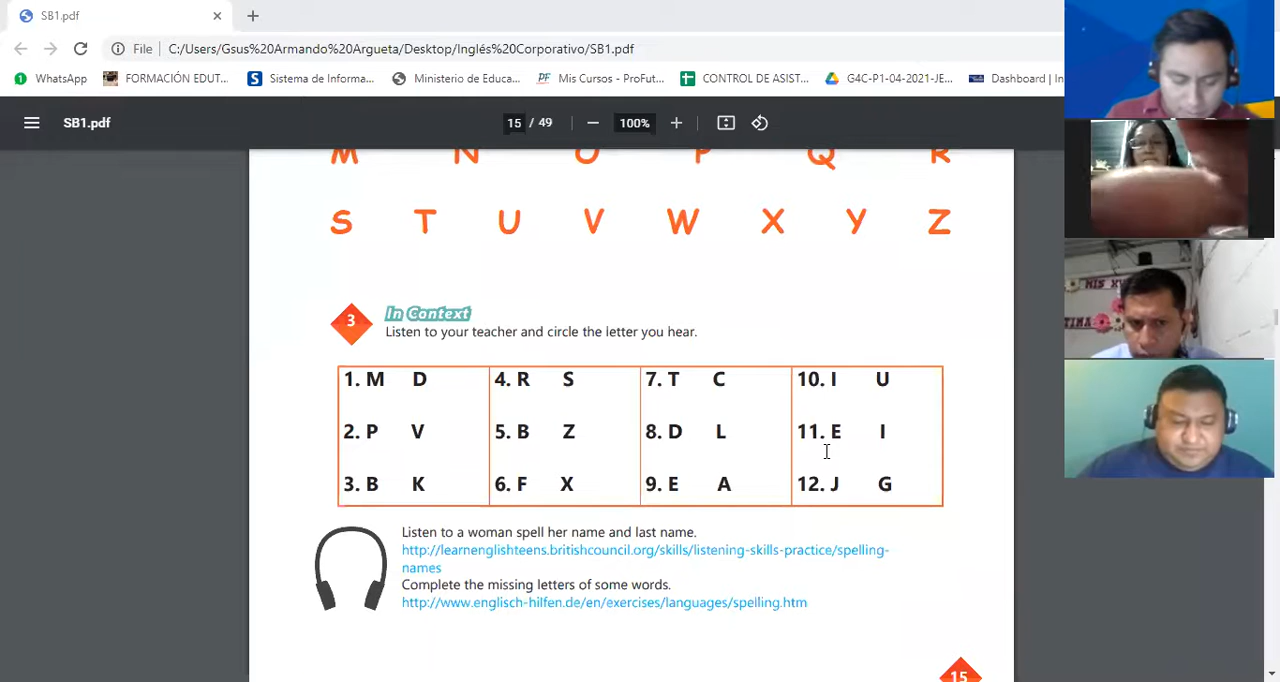 SB1.pdf
File C:/Users/Gsus%20Armando%20Argueta/Desktop/Inglés%20Corporativo/SB1.pdf
WhatsApp FORMACIÓN EDUT... Sistema de Informa... Ministerio de Educa... PF Mis Cursos - ProFut... CONTROL DE ASIST... G4C-P1-04-2021-JE... Dashboard | In
SB1.pdf 15 / 49 100%
M N O P Q R
S T U V W X Y Z
3 In Context
Listen to your teacher and circle the letter you hear.
1. M D 4. R S 7. T C 10. I U
2. P V 5. B Z 8. D L 11. E I
3. B K 6. F X 9. E A 12. J G
Listen to a woman spell her name and last name.
http://learnenglishteens.britishcouncil.org/skills/listening-skills-practice/spelling-
names
Complete the missing letters of some words.
http://www.englisch-hilfen.de/en/exercises/languages/spelling.htm
15
MIS XV